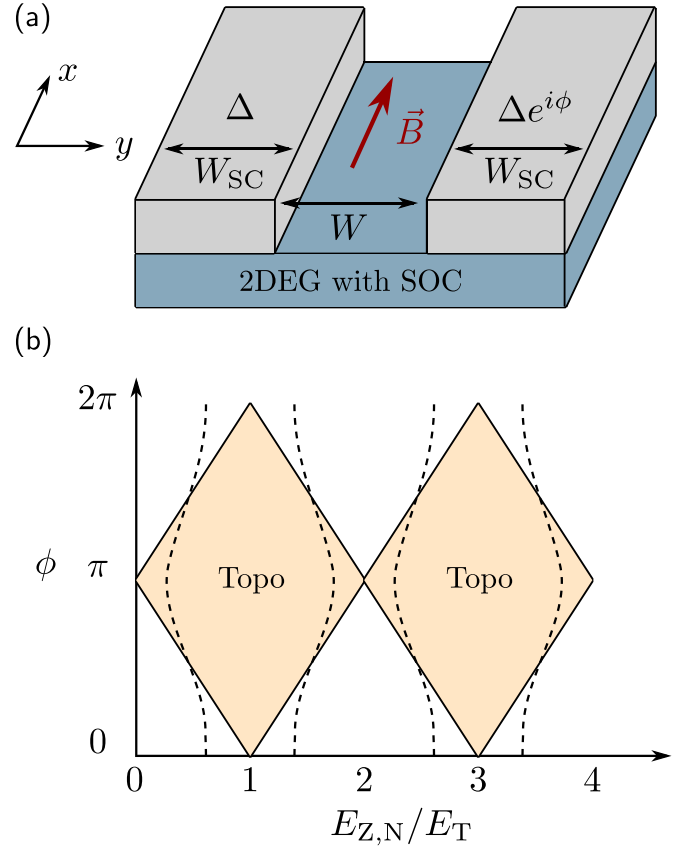 (a)
x
y
Δ
Δe^{iϕ}
B⃗
W_SC
W_SC
W
2DEG with SOC
(b)
2π
ϕ
π
Topo
Topo
0
0 1 2 3 4
E_{Z,N}/E_T